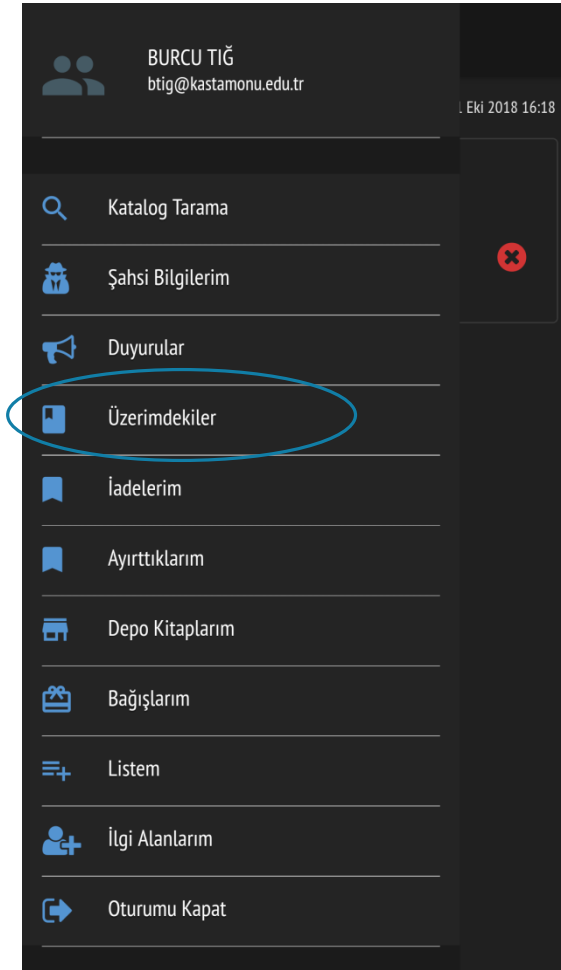 BURCU TIĞ
btig@kastamonu.edu.tr
Eki 2018 16:18
Katalog Tarama
Şahsi Bilgilerim
Duyurular
Üzerimdekiler
İadelerim
Ayırttıklarım
Depo Kitaplarım
Bağışlarım
Listem
İlgi Alanlarım
Oturumu Kapat